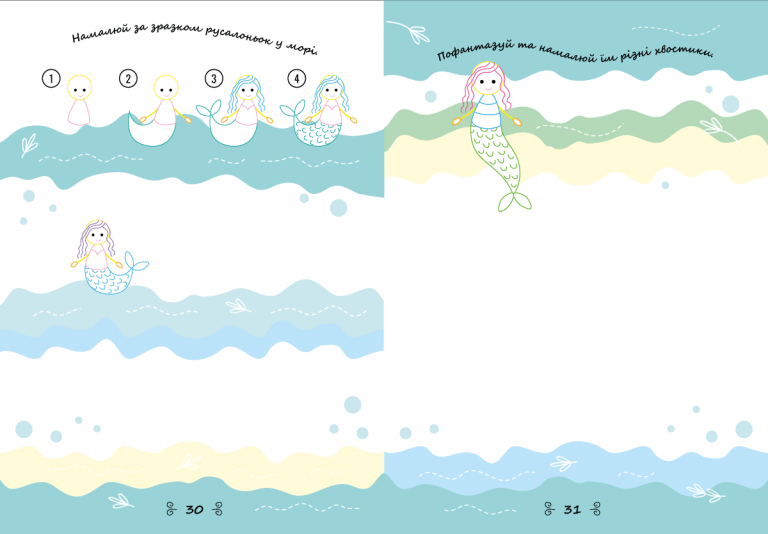 Намалюй за зразком русалоньок у морі.
1 2 3 4
30
Пофантазуй та намалюй їм різні хвостики.
31